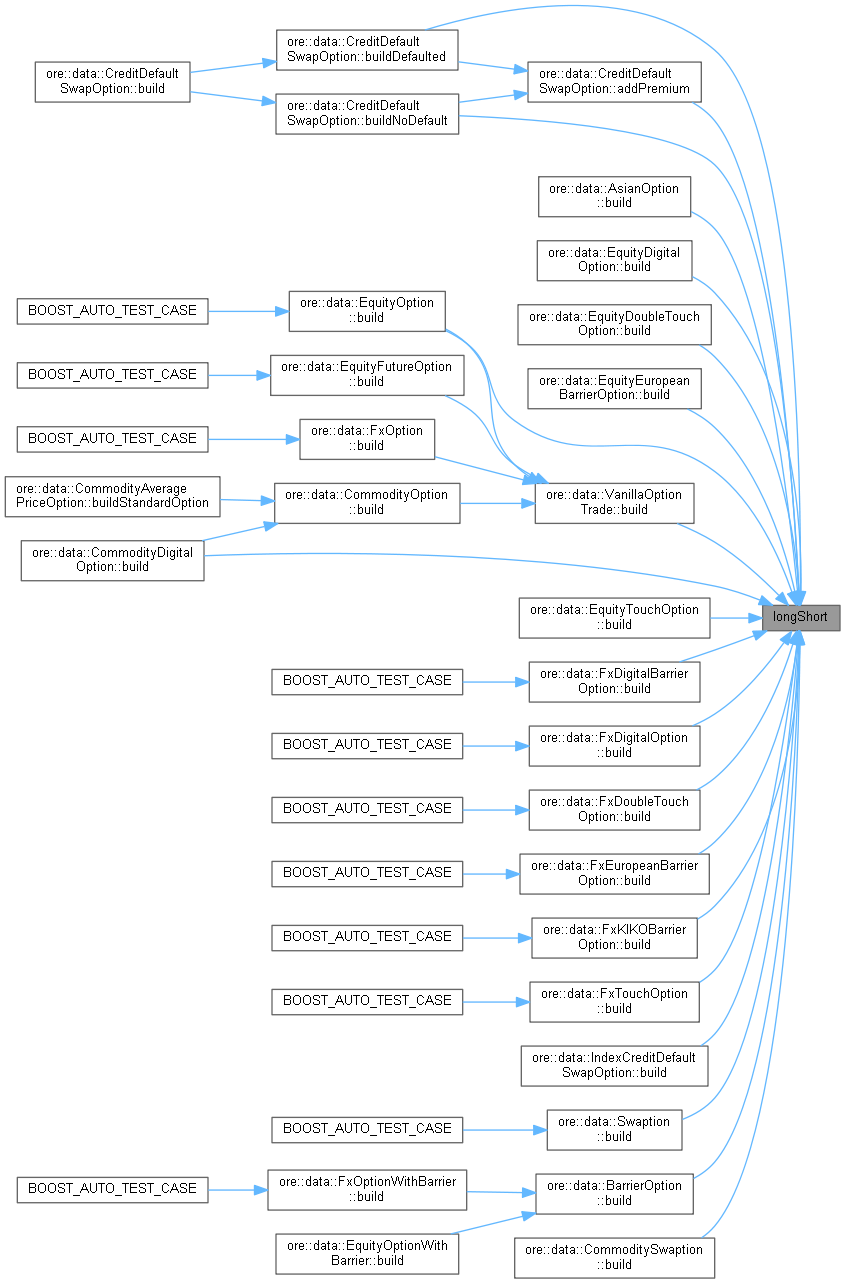 ore::data::CreditDefault
SwapOption::buildDefaulted
ore::data::CreditDefault
SwapOption::build
ore::data::CreditDefault
SwapOption::addPremium
ore::data::CreditDefault
SwapOption::buildNoDefault
ore::data::AsianOption
::build
ore::data::EquityDigital
Option::build
BOOST_AUTO_TEST_CASE
ore::data::EquityOption
::build
ore::data::EquityDoubleTouch
Option::build
BOOST_AUTO_TEST_CASE
ore::data::EquityFutureOption
::build
ore::data::EquityEuropean
BarrierOption::build
BOOST_AUTO_TEST_CASE
ore::data::FxOption
::build
ore::data::CommodityAverage
PriceOption::buildStandardOption
ore::data::CommodityOption
::build
ore::data::VanillaOption
Trade::build
ore::data::CommodityDigital
Option::build
ore::data::EquityTouchOption
::build
longShort
BOOST_AUTO_TEST_CASE
ore::data::FxDigitalBarrier
Option::build
BOOST_AUTO_TEST_CASE
ore::data::FxDigitalOption
::build
BOOST_AUTO_TEST_CASE
ore::data::FxDoubleTouch
Option::build
BOOST_AUTO_TEST_CASE
ore::data::FxEuropeanBarrier
Option::build
BOOST_AUTO_TEST_CASE
ore::data::FxKIKOBarrier
Option::build
BOOST_AUTO_TEST_CASE
ore::data::FxTouchOption
::build
ore::data::IndexCreditDefault
SwapOption::build
BOOST_AUTO_TEST_CASE
ore::data::Swaption
::build
BOOST_AUTO_TEST_CASE
ore::data::FxOptionWithBarrier
::build
ore::data::BarrierOption
::build
ore::data::EquityOptionWith
Barrier::build
ore::data::CommoditySwaption
::build